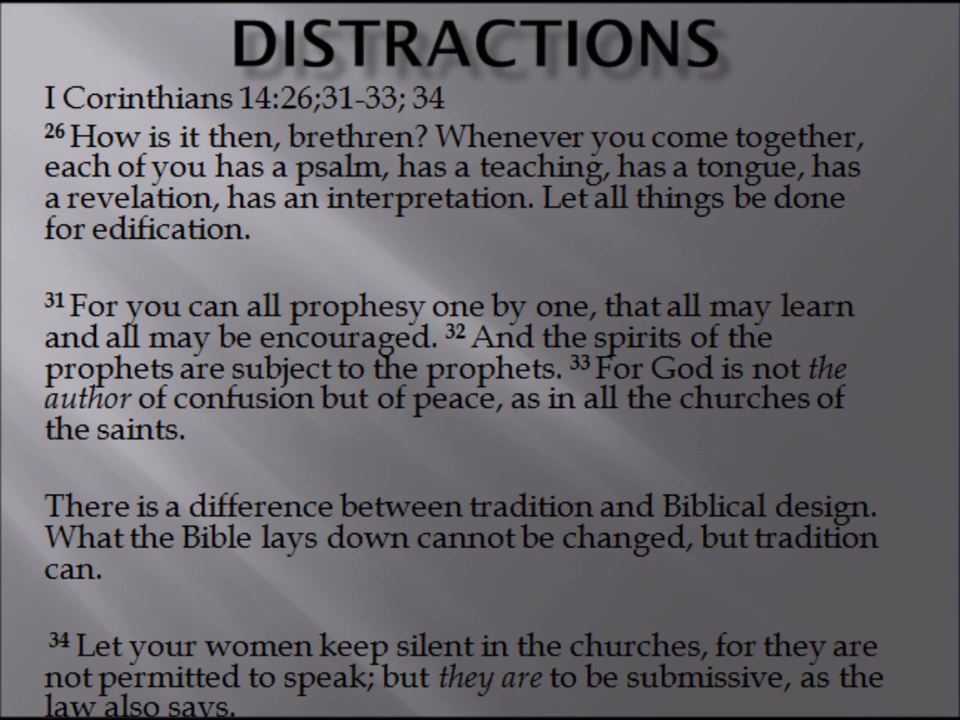 DISTRACTIONS
I Corinthians 14:26;31-33; 34
26 How is it then, brethren? Whenever you come together,
each of you has a psalm, has a teaching, has a tongue, has
a revelation, has an interpretation. Let all things be done
for edification.
31 For you can all prophesy one by one, that all may learn
and all may be encouraged. 32 And the spirits of the
prophets are subject to the prophets. 33 For God is not the
author of confusion but of peace, as in all the churches of
the saints.
There is a difference between tradition and Biblical design.
What the Bible lays down cannot be changed, but tradition
can.
34 Let your women keep silent in the churches, for they are
not permitted to speak; but they are to be submissive, as the
law also says.